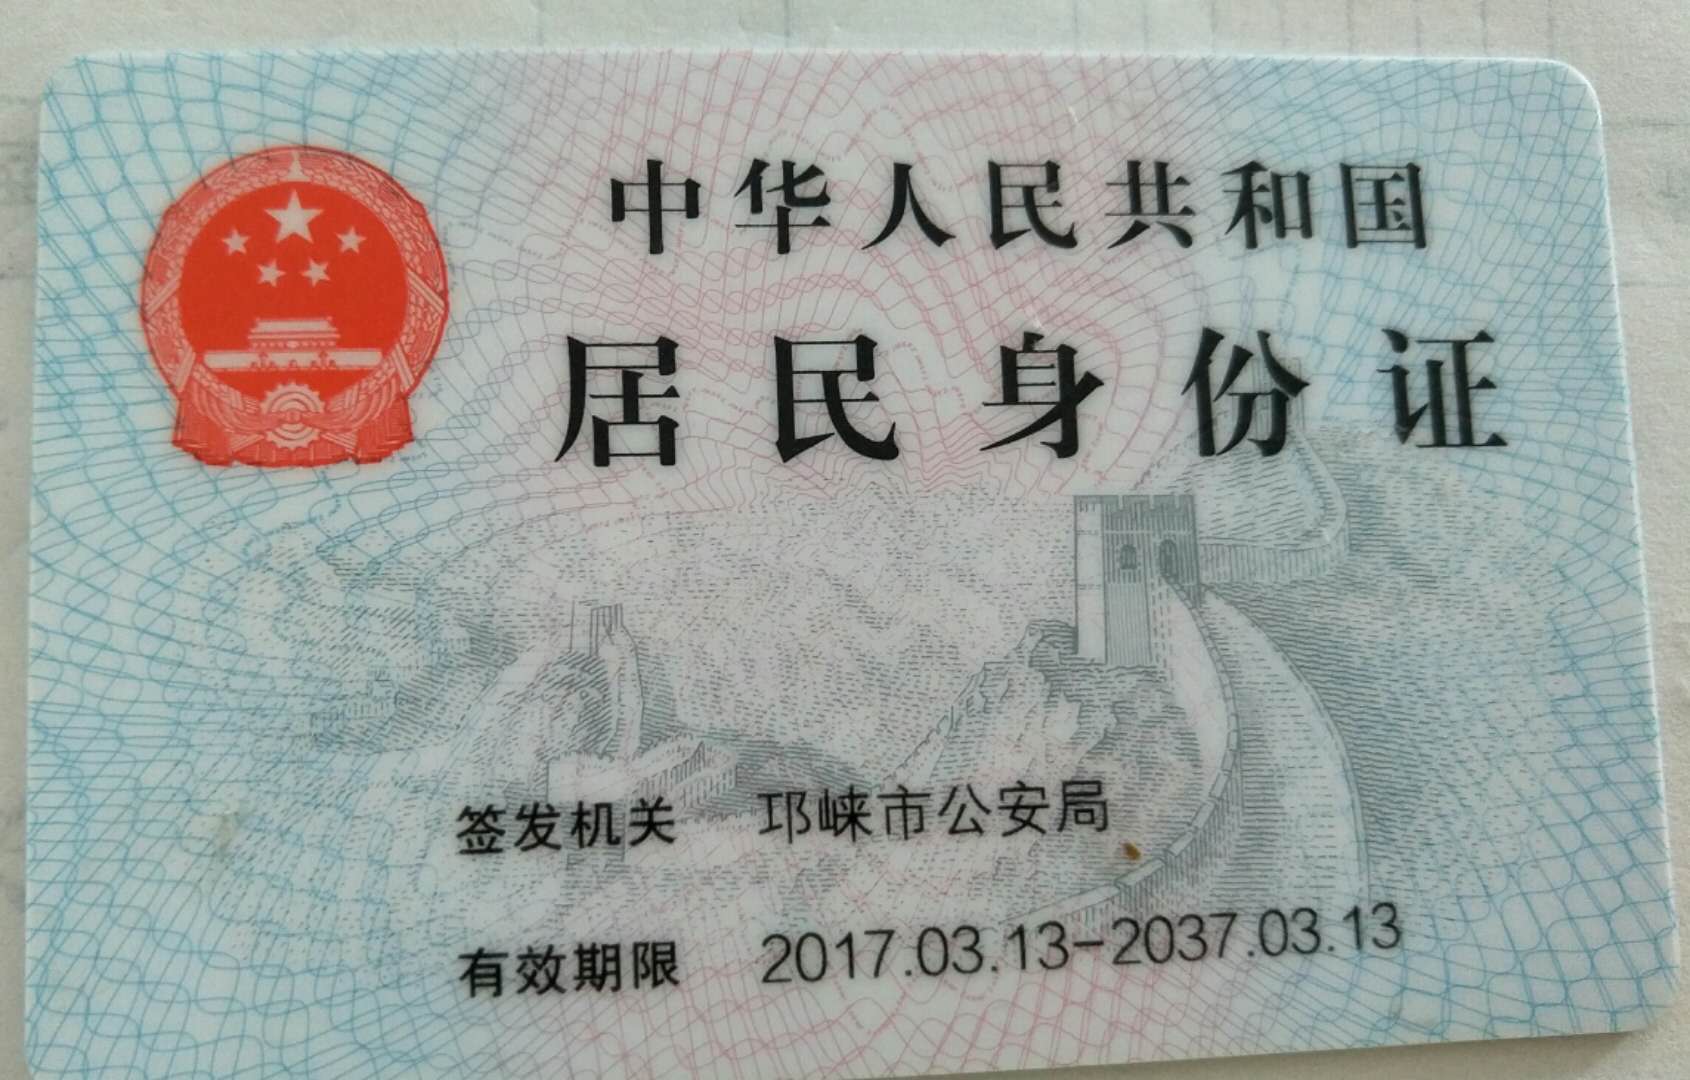 中华人民共和国
居民身份证
签发机关 邛崃市公安局
有效期限 2017.03.13-2037.03.13